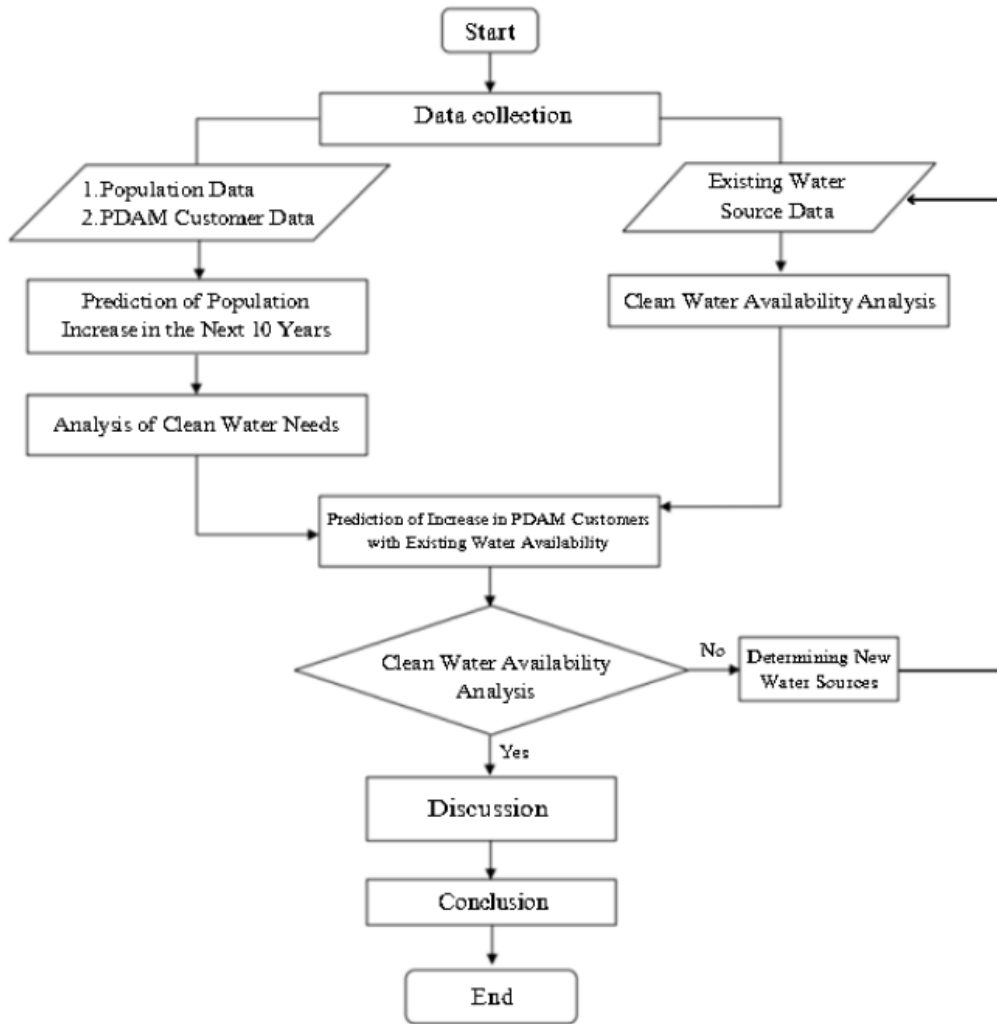 Start
Data collection
1.Population Data
2.PDAM Customer Data
Existing Water
Source Data
Prediction of Population
Increase in the Next 10 Years
Clean Water Availability Analysis
Analysis of Clean Water Needs
Prediction of Increase in PDAM Customers
with Existing Water Availability
Clean Water Availability
Analysis
No
Determining New
Water Sources
Yes
Discussion
Conclusion
End